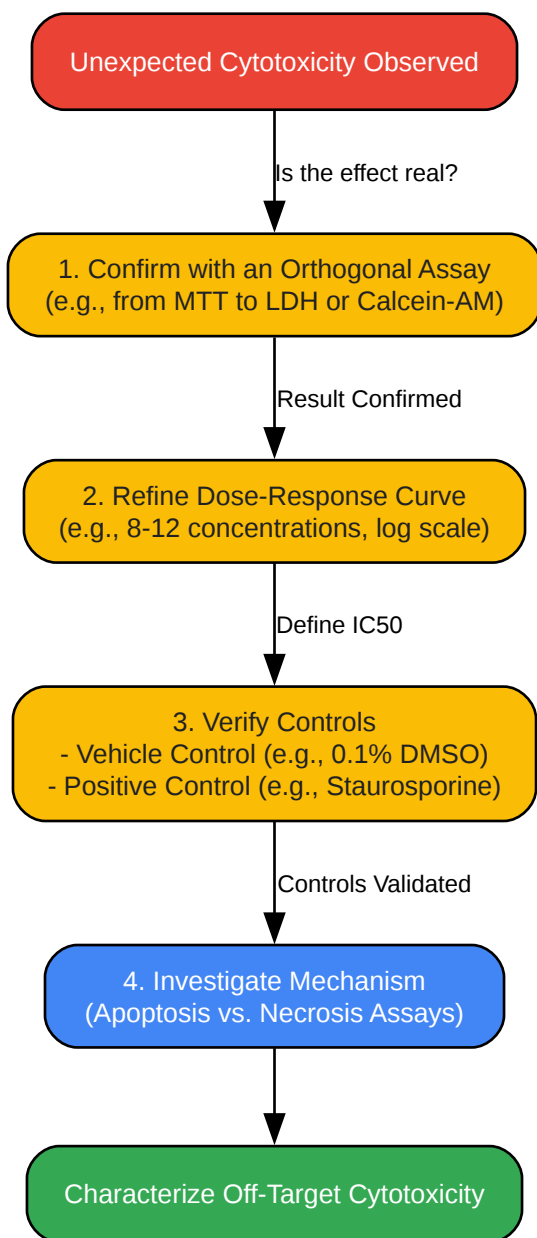 Unexpected Cytotoxicity Observed
Is the effect real?
1. Confirm with an Orthogonal Assay
(e.g., from MTT to LDH or Calcein-AM)
Result Confirmed
2. Refine Dose-Response Curve
(e.g., 8-12 concentrations, log scale)
Define IC50
3. Verify Controls
- Vehicle Control (e.g., 0.1% DMSO)
- Positive Control (e.g., Staurosporine)
Controls Validated
4. Investigate Mechanism
(Apoptosis vs. Necrosis Assays)
Characterize Off-Target Cytotoxicity